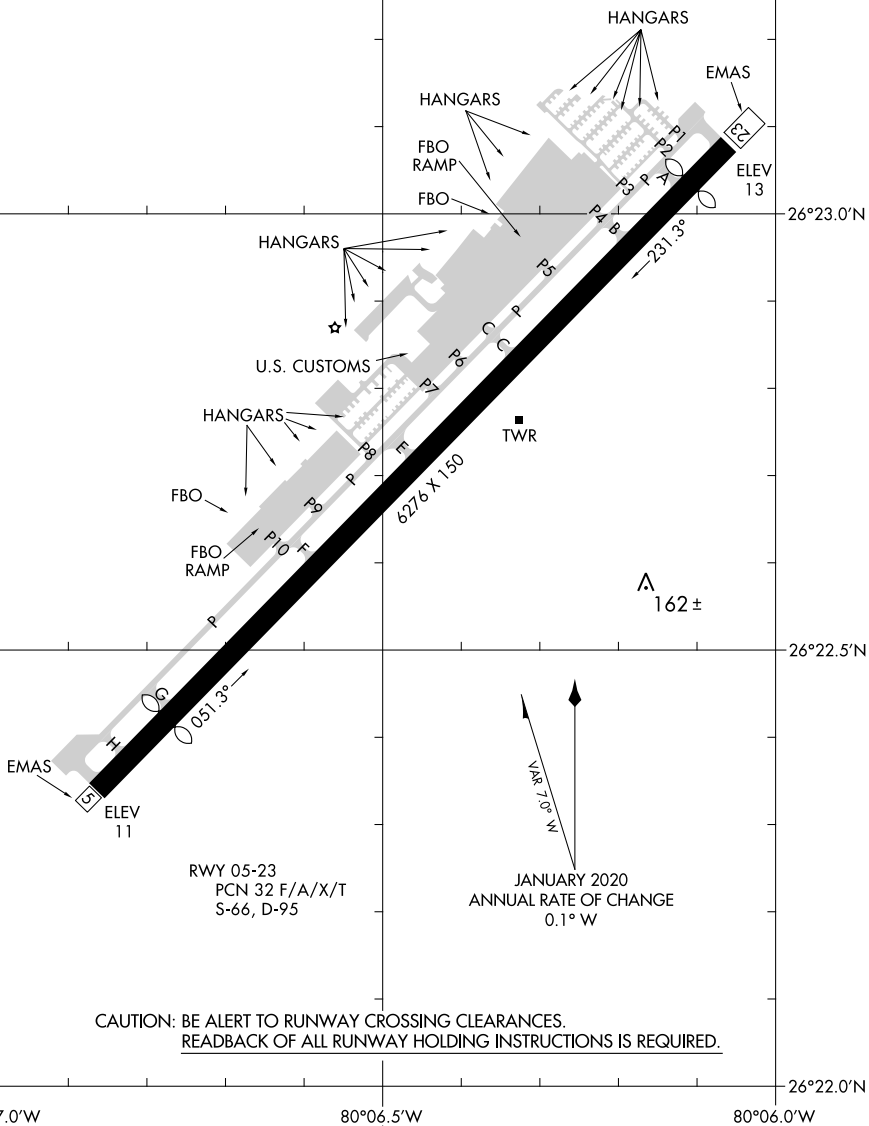 HANGARS
EMAS
23
HANGARS
P1
FBO
RAMP
P2
ELEV
13
A
P
P3
FBO
P4
26°23.0'N
B
HANGARS
231.3°
P5
P
C
C
U.S. CUSTOMS
P6
P7
HANGARS
TWR
P8
E
6276 X 150
P
FBO
P9
FBO
RAMP
P10
F
162 ±
P
26°22.5'N
G
051.3°
H
EMAS
5
ELEV
11
VAR 7.0° W
RWY 05-23
PCN 32 F/A/X/T
S-66, D-95
JANUARY 2020
ANNUAL RATE OF CHANGE
0.1° W
CAUTION: BE ALERT TO RUNWAY CROSSING CLEARANCES.
READBACK OF ALL RUNWAY HOLDING INSTRUCTIONS IS REQUIRED.
26°22.0'N
7.0'W
80°06.5'W
80°06.0'W